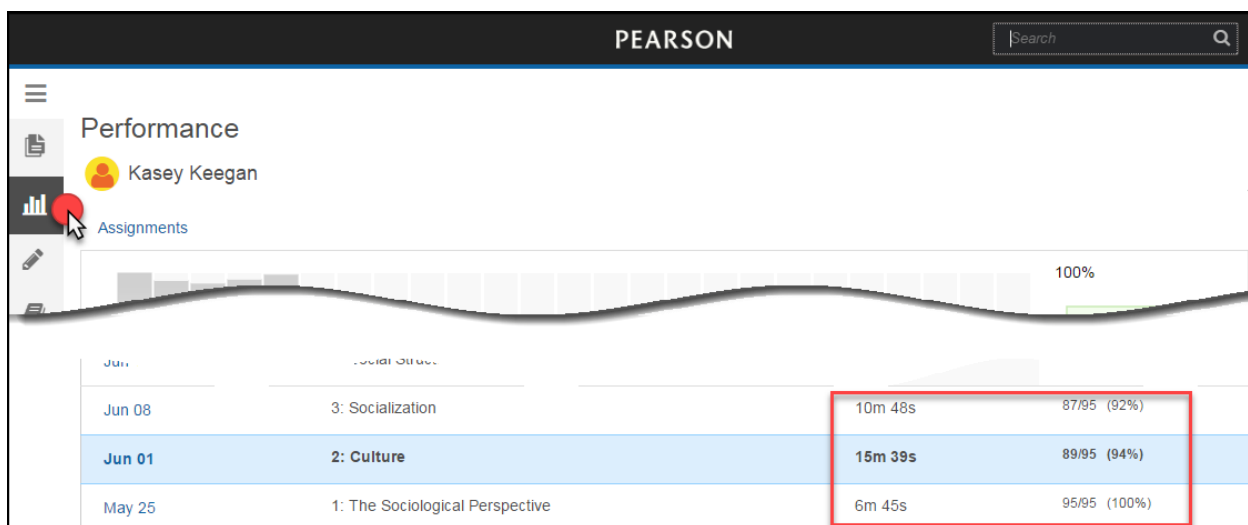 PEARSON
Search
Performance
Kasey Keegan
Assignments
100%
Jun
Jun 08 3: Socialization 10m 48s 87/95 (92%)
Jun 01 2: Culture 15m 39s 89/95 (94%)
May 25 1: The Sociological Perspective 6m 45s 95/95 (100%)